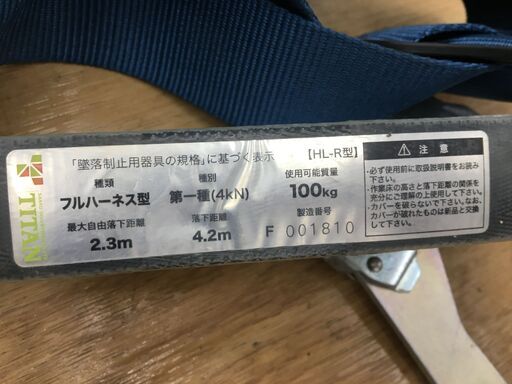 TITAN
「墜落制止用器具の規格」に基づく表示 【HL-R型】
種類 種別 使用可能質量
フルハーネス型 第一種(4kN) 100kg
最大自由落下距離 落下距離 製造番号
2.3m 4.2m F 001810
⚠ 注意
・必ず使用前に取扱説明書をお読み
下さい。
・作業床の高さと落下距離の関係を
充分にご理解の上使用して下さい。
・カバーを破らないで下さい。なお、
カバーが破れたものは新品と交換
して下さい。